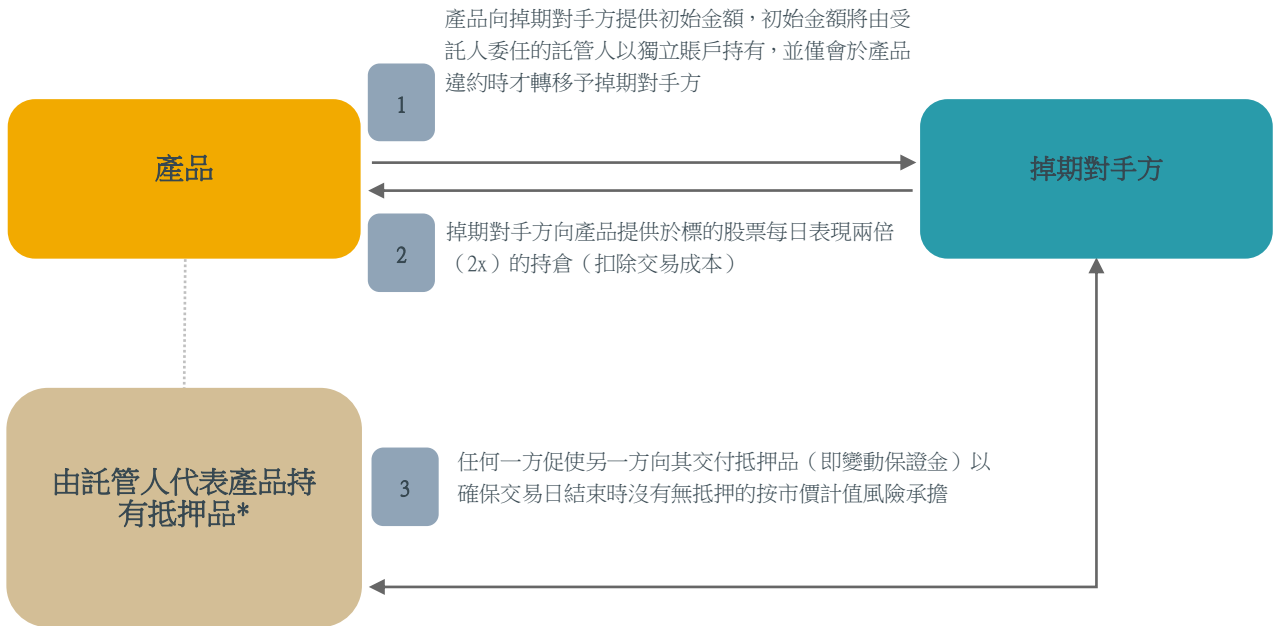 產品向掉期對手方提供初始金額，初始金額將由受
託人委任的託管人以獨立賬戶持有，並僅會於產品
違約時才轉移予掉期對手方
1
產品
掉期對手方
2
掉期對手方向產品提供於標的股票每日表現兩倍
（2x）的持倉（扣除交易成本）
由託管人代表產品持
有抵押品*
3
任何一方促使另一方向其交付抵押品（即變動保證金）以
確保交易日結束時沒有無抵押的按市價計值風險承擔